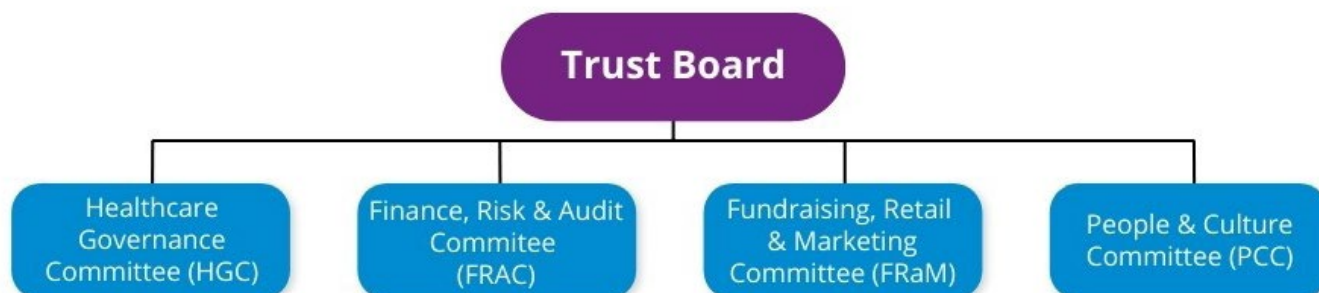 Trust Board
Healthcare
Governance
Committee (HGC)
Finance, Risk & Audit
Commitee
(FRAC)
Fundraising, Retail
& Marketing
Committee (FRaM)
People & Culture
Committee (PCC)